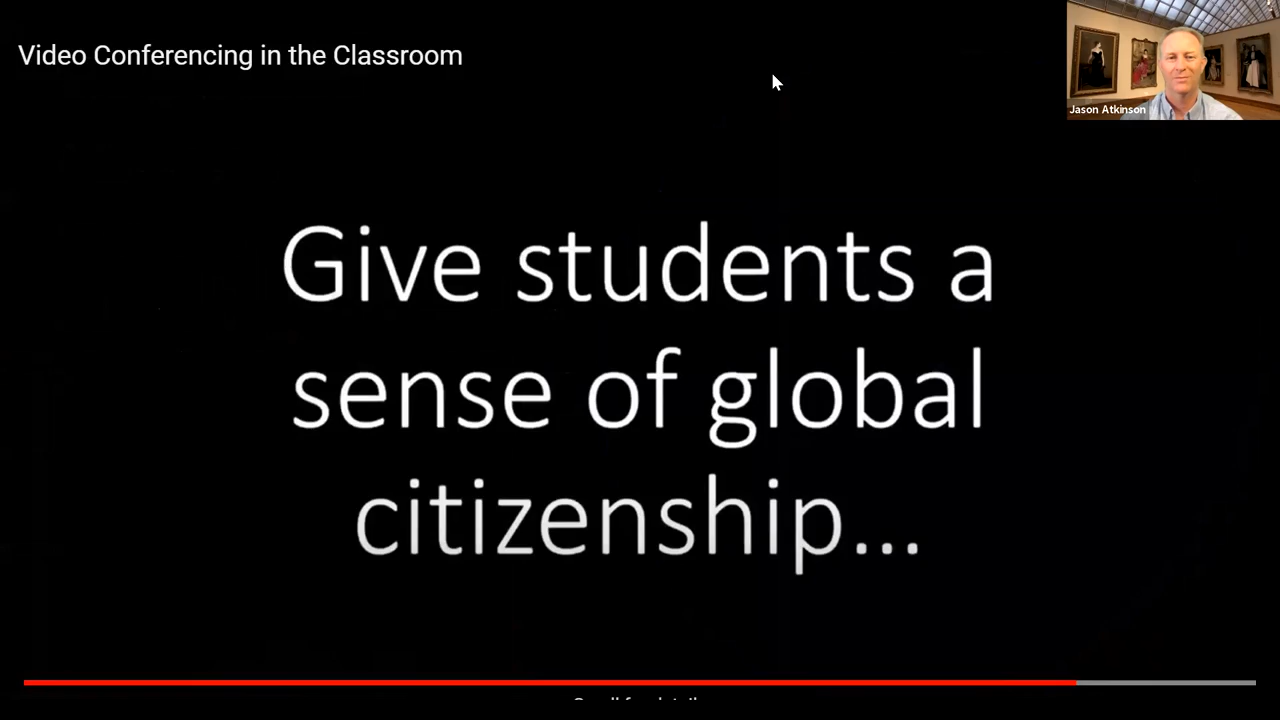 Video Conferencing in the Classroom
Jason Atkinson
Give students a
sense of global
citizenship...